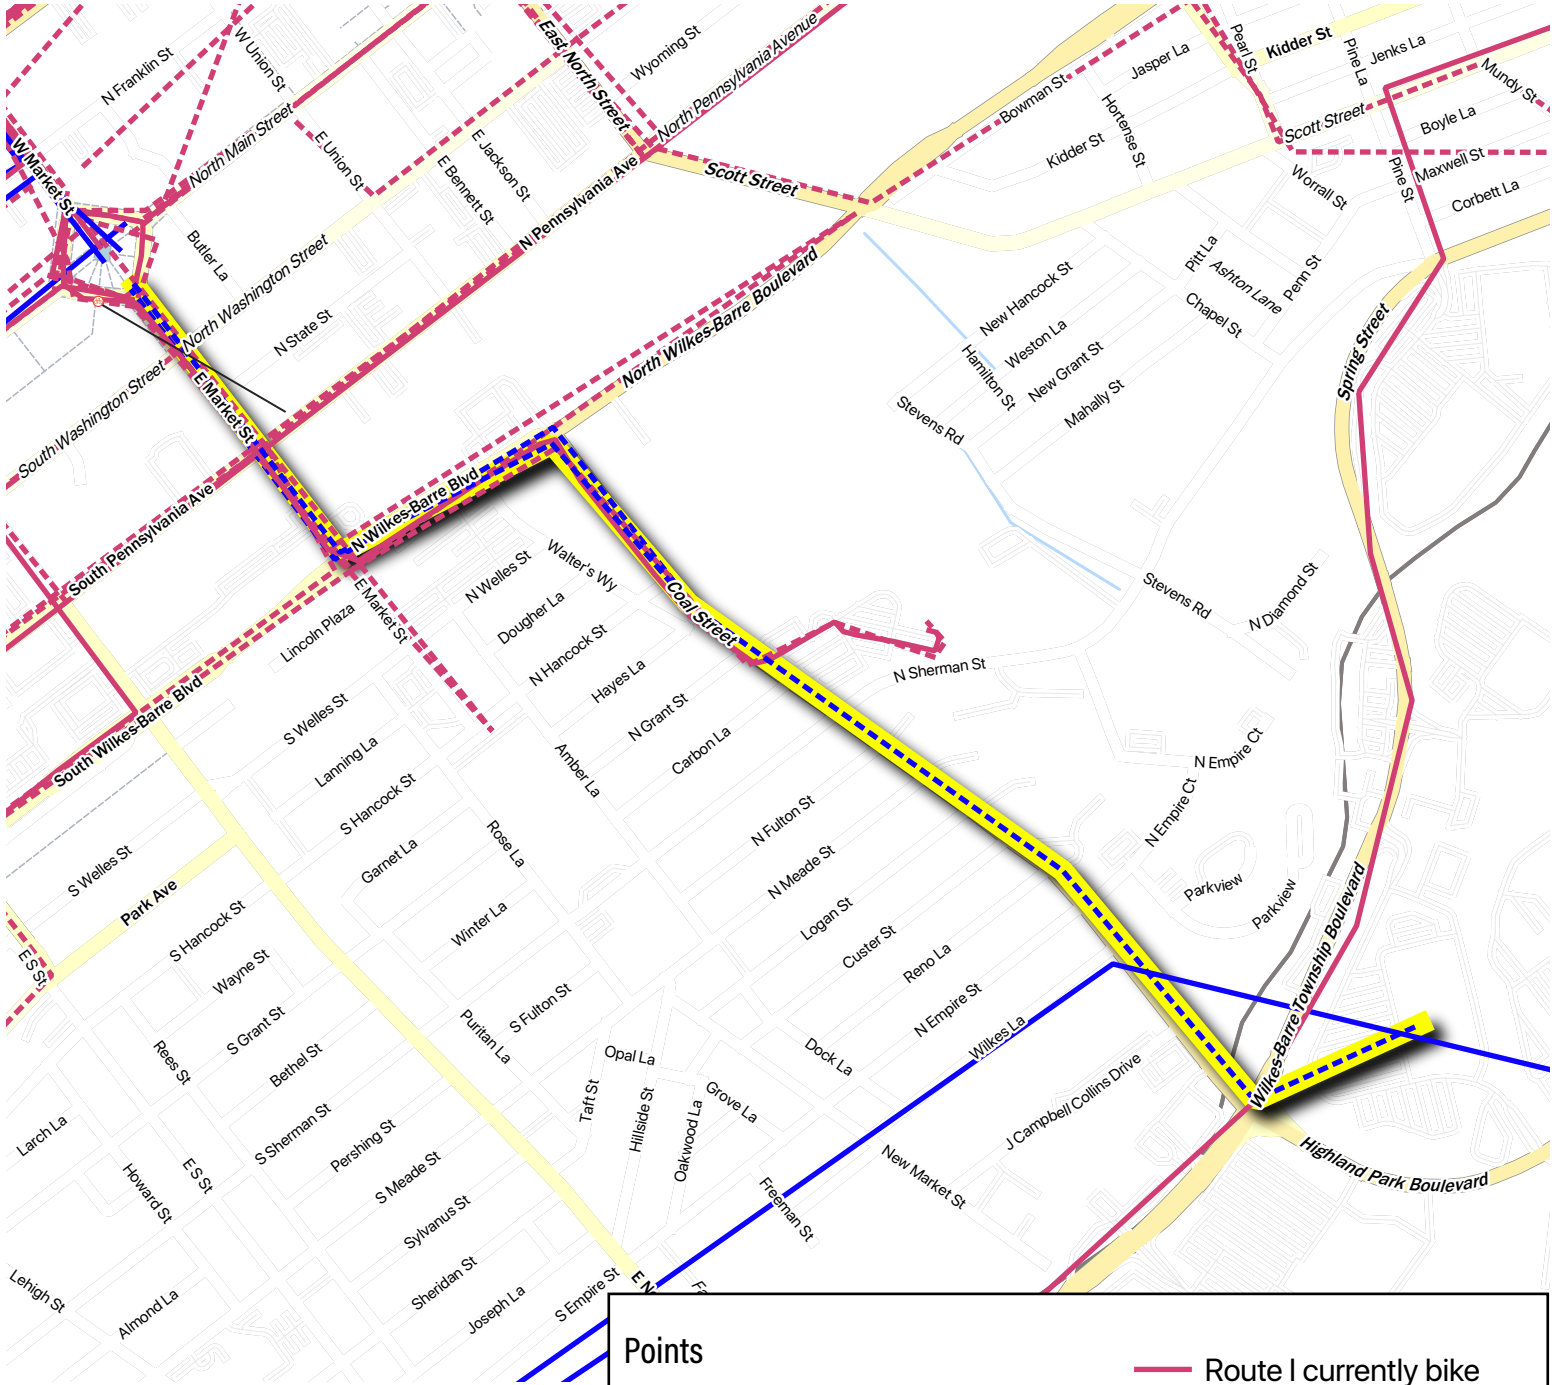 N Franklin St
W Union St
East North Street
Wyoming St
North Pennsylvania Avenue
Jasper La
Pearl St
Kidder St
Pine La
Jenks La
Mundy St
Bowman St
Hortense St
Kidder St
Scott Street
Boyle La
W Market St
North Main Street
E Union St
E Jackson St
E Bennett St
N Pennsylvania Ave
Scott Street
Worrall St
Pine St
Maxwell St
Corbett La
Butler La
North Washington Street
N State St
North Wilkes-Barre Boulevard
Pitt La
Ashton Lane
Penn St
Chapel St
New Hancock St
Weston La
Hamilton St
New Grant St
Mahally St
Spring Street
South Washington Street
E Market St
Stevens Rd
South Pennsylvania Ave
N Wilkes-Barre Blvd
Walter's Wy
N Welles St
Coal Street
Stevens Rd
N Diamond St
Lincoln Plaza
E Market St
Dougher La
N Hancock St
Hayes La
N Grant St
Carbon La
N Sherman St
South Wilkes-Barre Blvd
S Welles St
Lanning La
S Hancock St
Amber La
N Empire Ct
N Empire Ct
N Fulton St
N Meade St
Rose La
Garnet La
S Welles St
Park Ave
Parkview
Parkview
Wilkes-Barre Township Boulevard
Logan St
Custer St
Reno La
N Empire St
Winter La
S Hancock St
Wayne St
E S St
S Grant St
Puritan La
S Fulton St
Wilkes La
Dock La
Opal La
Rees St
Bethel St
Taft St
Hillside St
Oakwood La
Grove La
J Campbell Collins Drive
Larch La
S Sherman St
Pershing St
Howard St
E S St
S Meade St
New Market St
Highland Park Boulevard
Freeman St
Sylvanus St
Lehigh St
Almond La
Sheridan St
Joseph La
S Empire St
Points
Route I currently bike